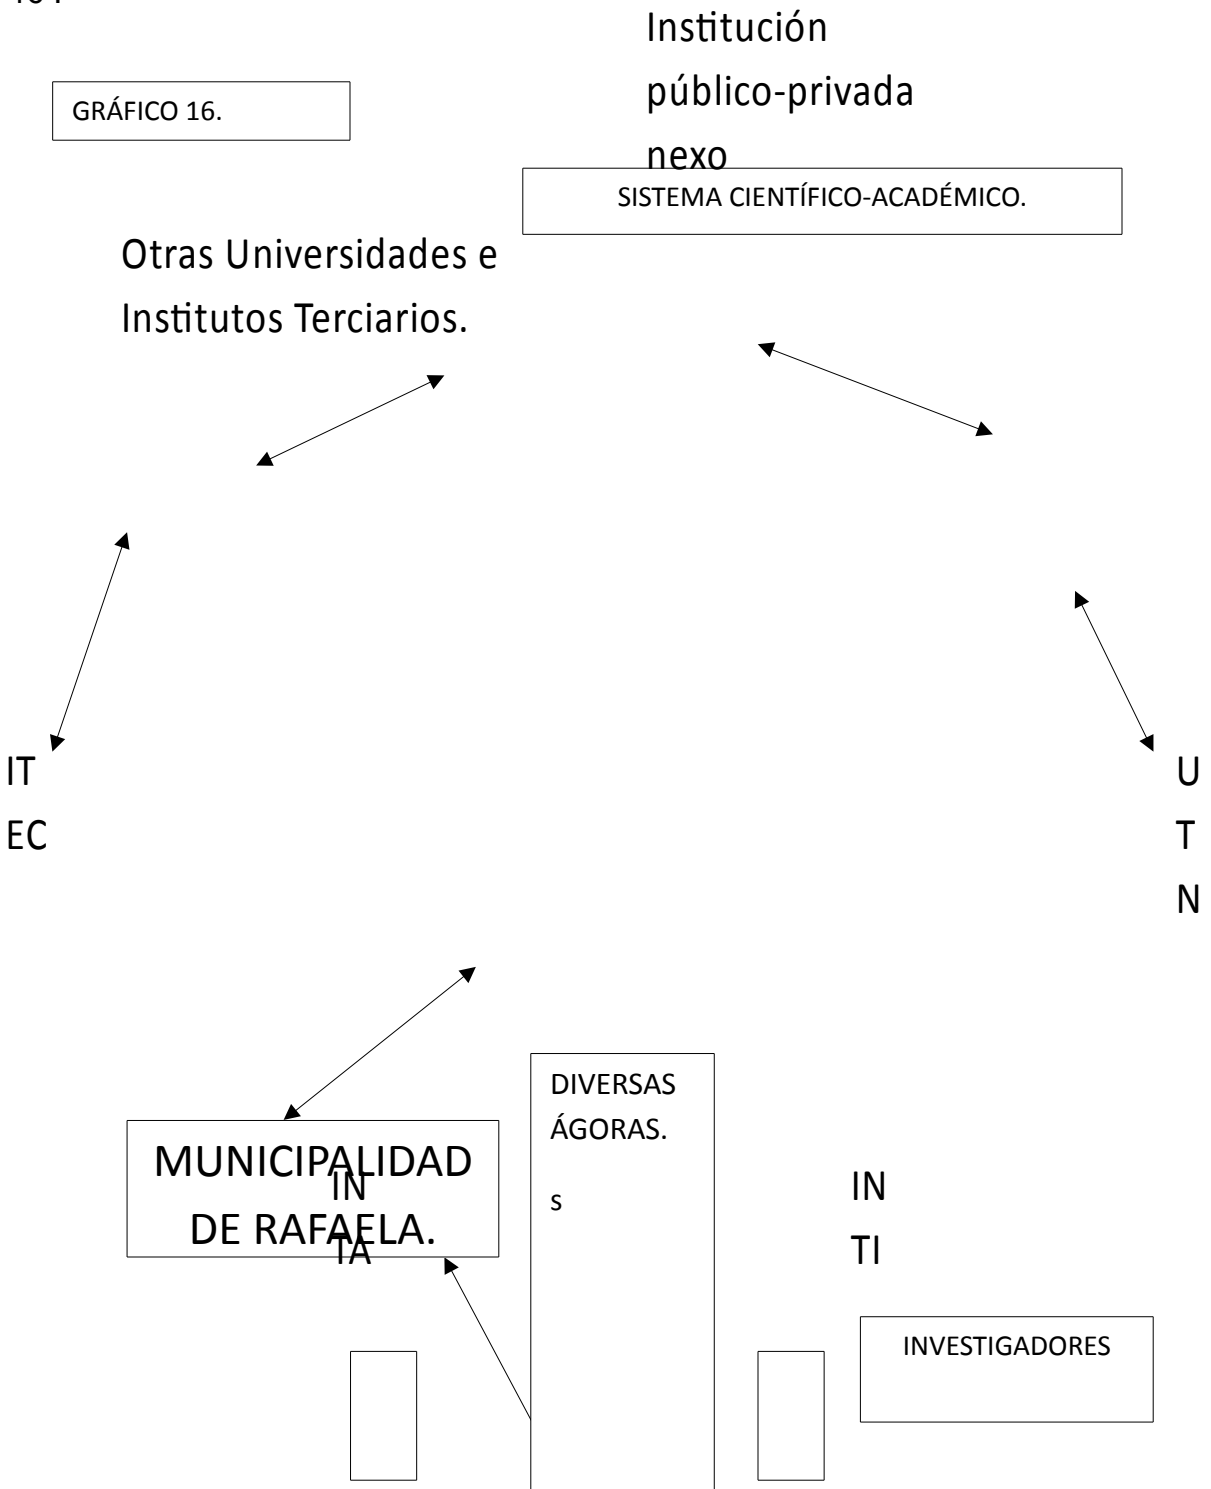 Institución
público-privada
nexo
GRÁFICO 16.
SISTEMA CIENTÍFICO-ACADÉMICO.
Otras Universidades e
Institutos Terciarios.
IT
EC
U
T
N
DIVERSAS
ÁGORAS.
s
MUNICIPALIDAD
DE RAFAELA.
IN
TA
IN
TI
INVESTIGADORES